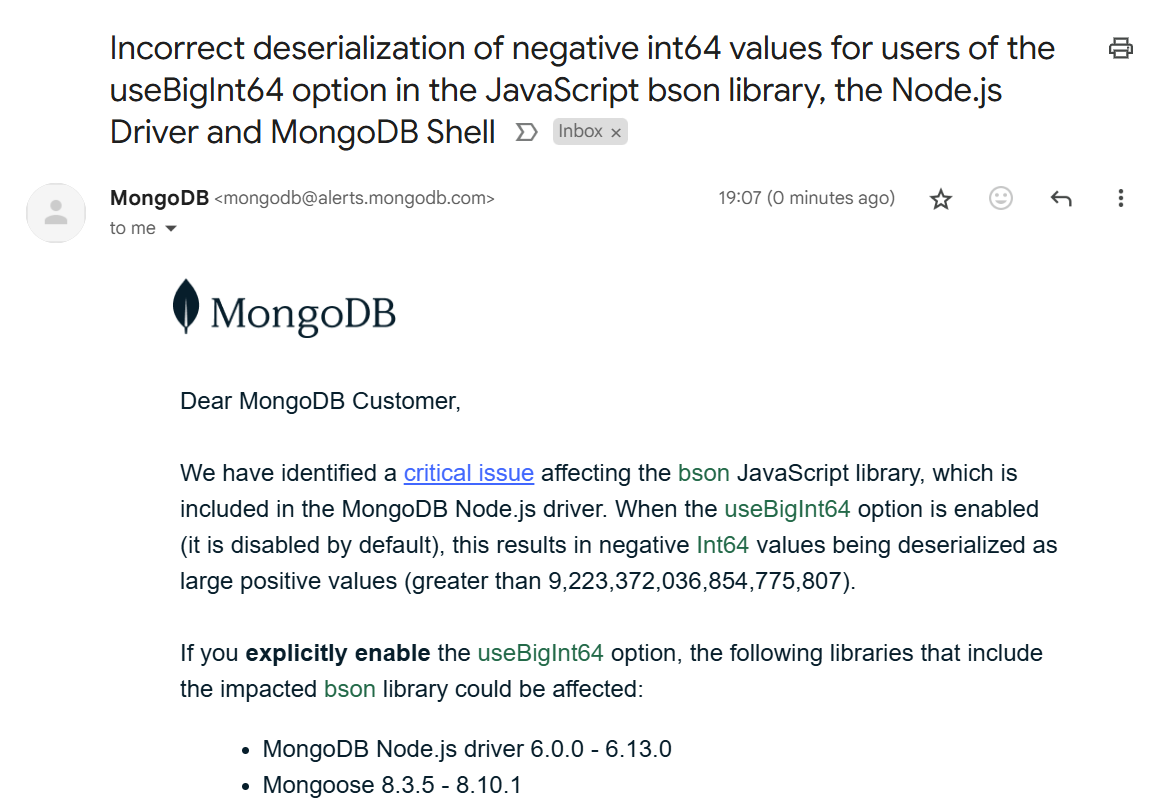 Incorrect deserialization of negative int64 values for users of the
useBigInt64 option in the JavaScript bson library, the Node.js
Driver and MongoDB Shell Inbox ×
MongoDB <mongodb@alerts.mongodb.com> 19:07 (0 minutes ago)
to me
MongoDB
Dear MongoDB Customer,
We have identified a critical issue affecting the bson JavaScript library, which is
included in the MongoDB Node.js driver. When the useBigInt64 option is enabled
(it is disabled by default), this results in negative Int64 values being deserialized as
large positive values (greater than 9,223,372,036,854,775,807).
If you explicitly enable the useBigInt64 option, the following libraries that include
the impacted bson library could be affected:
• MongoDB Node.js driver 6.0.0 - 6.13.0
• Mongoose 8.3.5 - 8.10.1